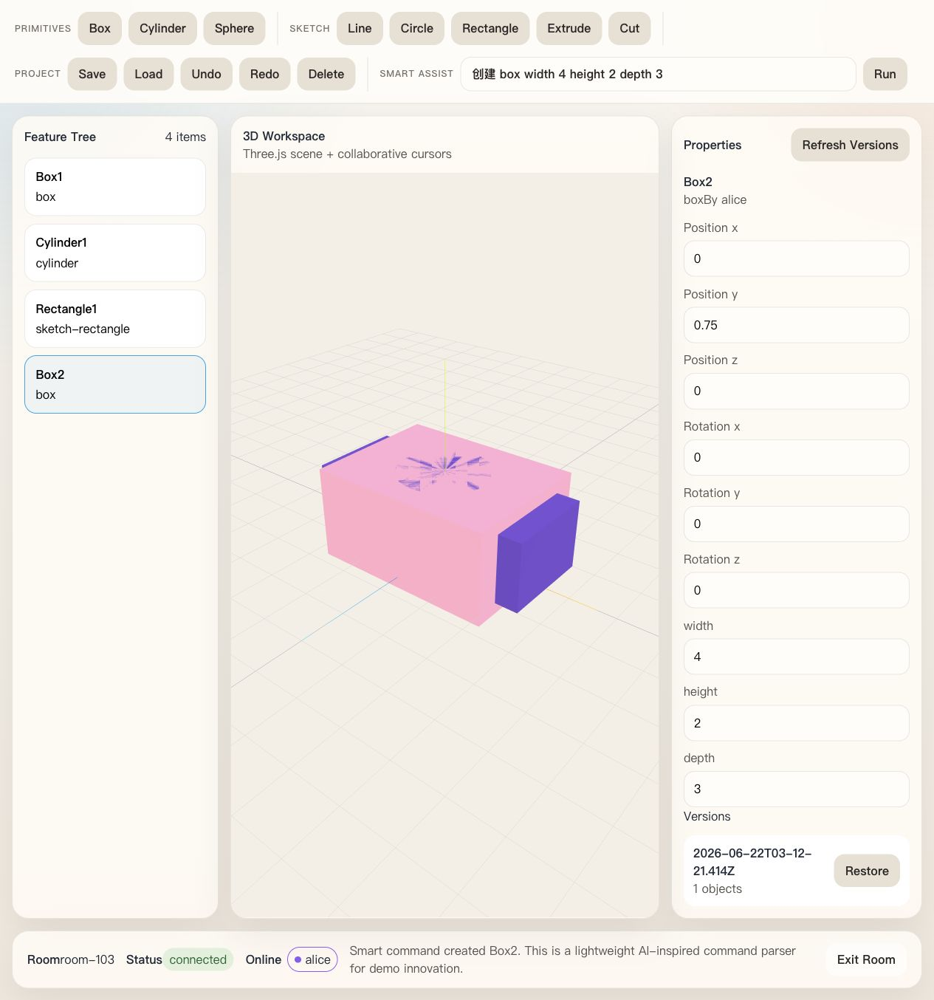 PRIMITIVES Box Cylinder Sphere SKETCH Line Circle Rectangle Extrude Cut
PROJECT Save Load Undo Redo Delete SMART ASSIST 创建 box width 4 height 2 depth 3 Run
Feature Tree 4 items
Box1
box
Cylinder1
cylinder
Rectangle1
sketch-rectangle
Box2
box
3D Workspace
Three.js scene + collaborative cursors
Properties Refresh Versions
Box2
boxBy alice
Position x
0
Position y
0.75
Position z
0
Rotation x
0
Rotation y
0
Rotation z
0
width
4
height
2
depth
3
Versions
2026-06-22T03-12-
21.414Z
1 objects
Restore
Roomroom-103 Status connected Online alice
Smart command created Box2. This is a lightweight AI-inspired command parser
for demo innovation.
Exit Room